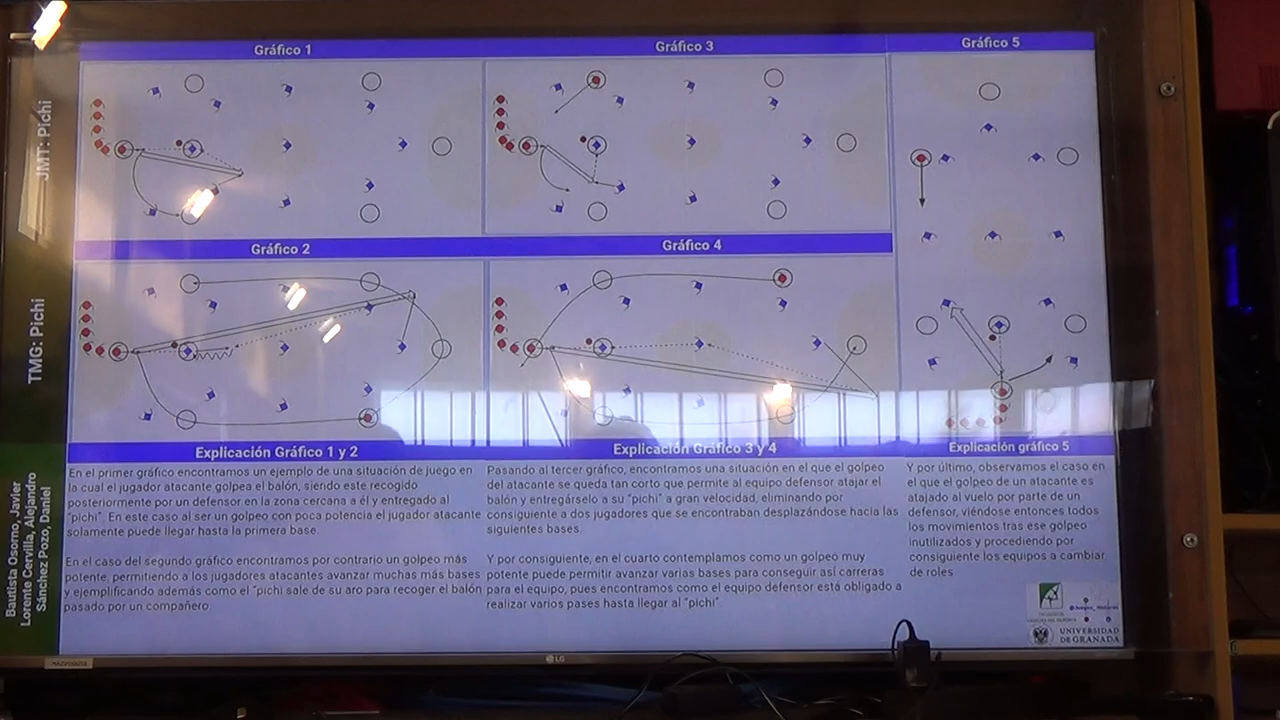 Gráfico 1
Gráfico 3
Gráfico 5
JMT: Pichi
Gráfico 2
Gráfico 4
TMG: Pichi
Bautista Osorno, Javier
Lorente Cervilla, Alejandro
Sánchez Pozo, Daniel
Explicación Gráfico 1 y 2
En el primer gráfico encontramos un ejemplo de una situación de juego en
la cual el jugador atacante golpea el balón, siendo este recogido
posteriormente por un defensor en la zona cercana a él y entregado al
"pichi". En este caso al ser un golpeo con poca potencia el jugador atacante
solamente puede llegar hasta la primera base.
En el caso del segundo gráfico encontramos por contrario un golpeo más
potente, permitiendo a los jugadores atacantes avanzar muchas más bases
y ejemplificando además como el "pichi sale de su aro para recoger el balón
pasado por un compañero
Explicación Gráfico 3 y 4
Pasando al tercer gráfico, encontramos una situación en el que el golpeo
del atacante se queda tan corto que permite al equipo defensor atajar el
balón y entregárselo a su "pichi" a gran velocidad, eliminando por
consiguiente a dos jugadores que se encontraban desplazándose hacia las
siguientes bases.
Y por consiguiente, en el cuarto contemplamos como un golpeo muy
potente puede permitir avanzar varias bases para conseguir así carreras
para el equipo, pues encontramos como el equipo defensor está obligado a
realizar varios pases hasta llegar al "pichi"
Explicación gráfico 5
Y por último, observamos el caso en
el que el golpeo de un atacante es
atajado al vuelo por parte de un
defensor, viéndose entonces todos
los movimientos tras ese golpeo
inutilizados y procediendo por
consiguiente los equipos a cambiar
de roles
UNIVERSIDAD
DE GRANADA
LG